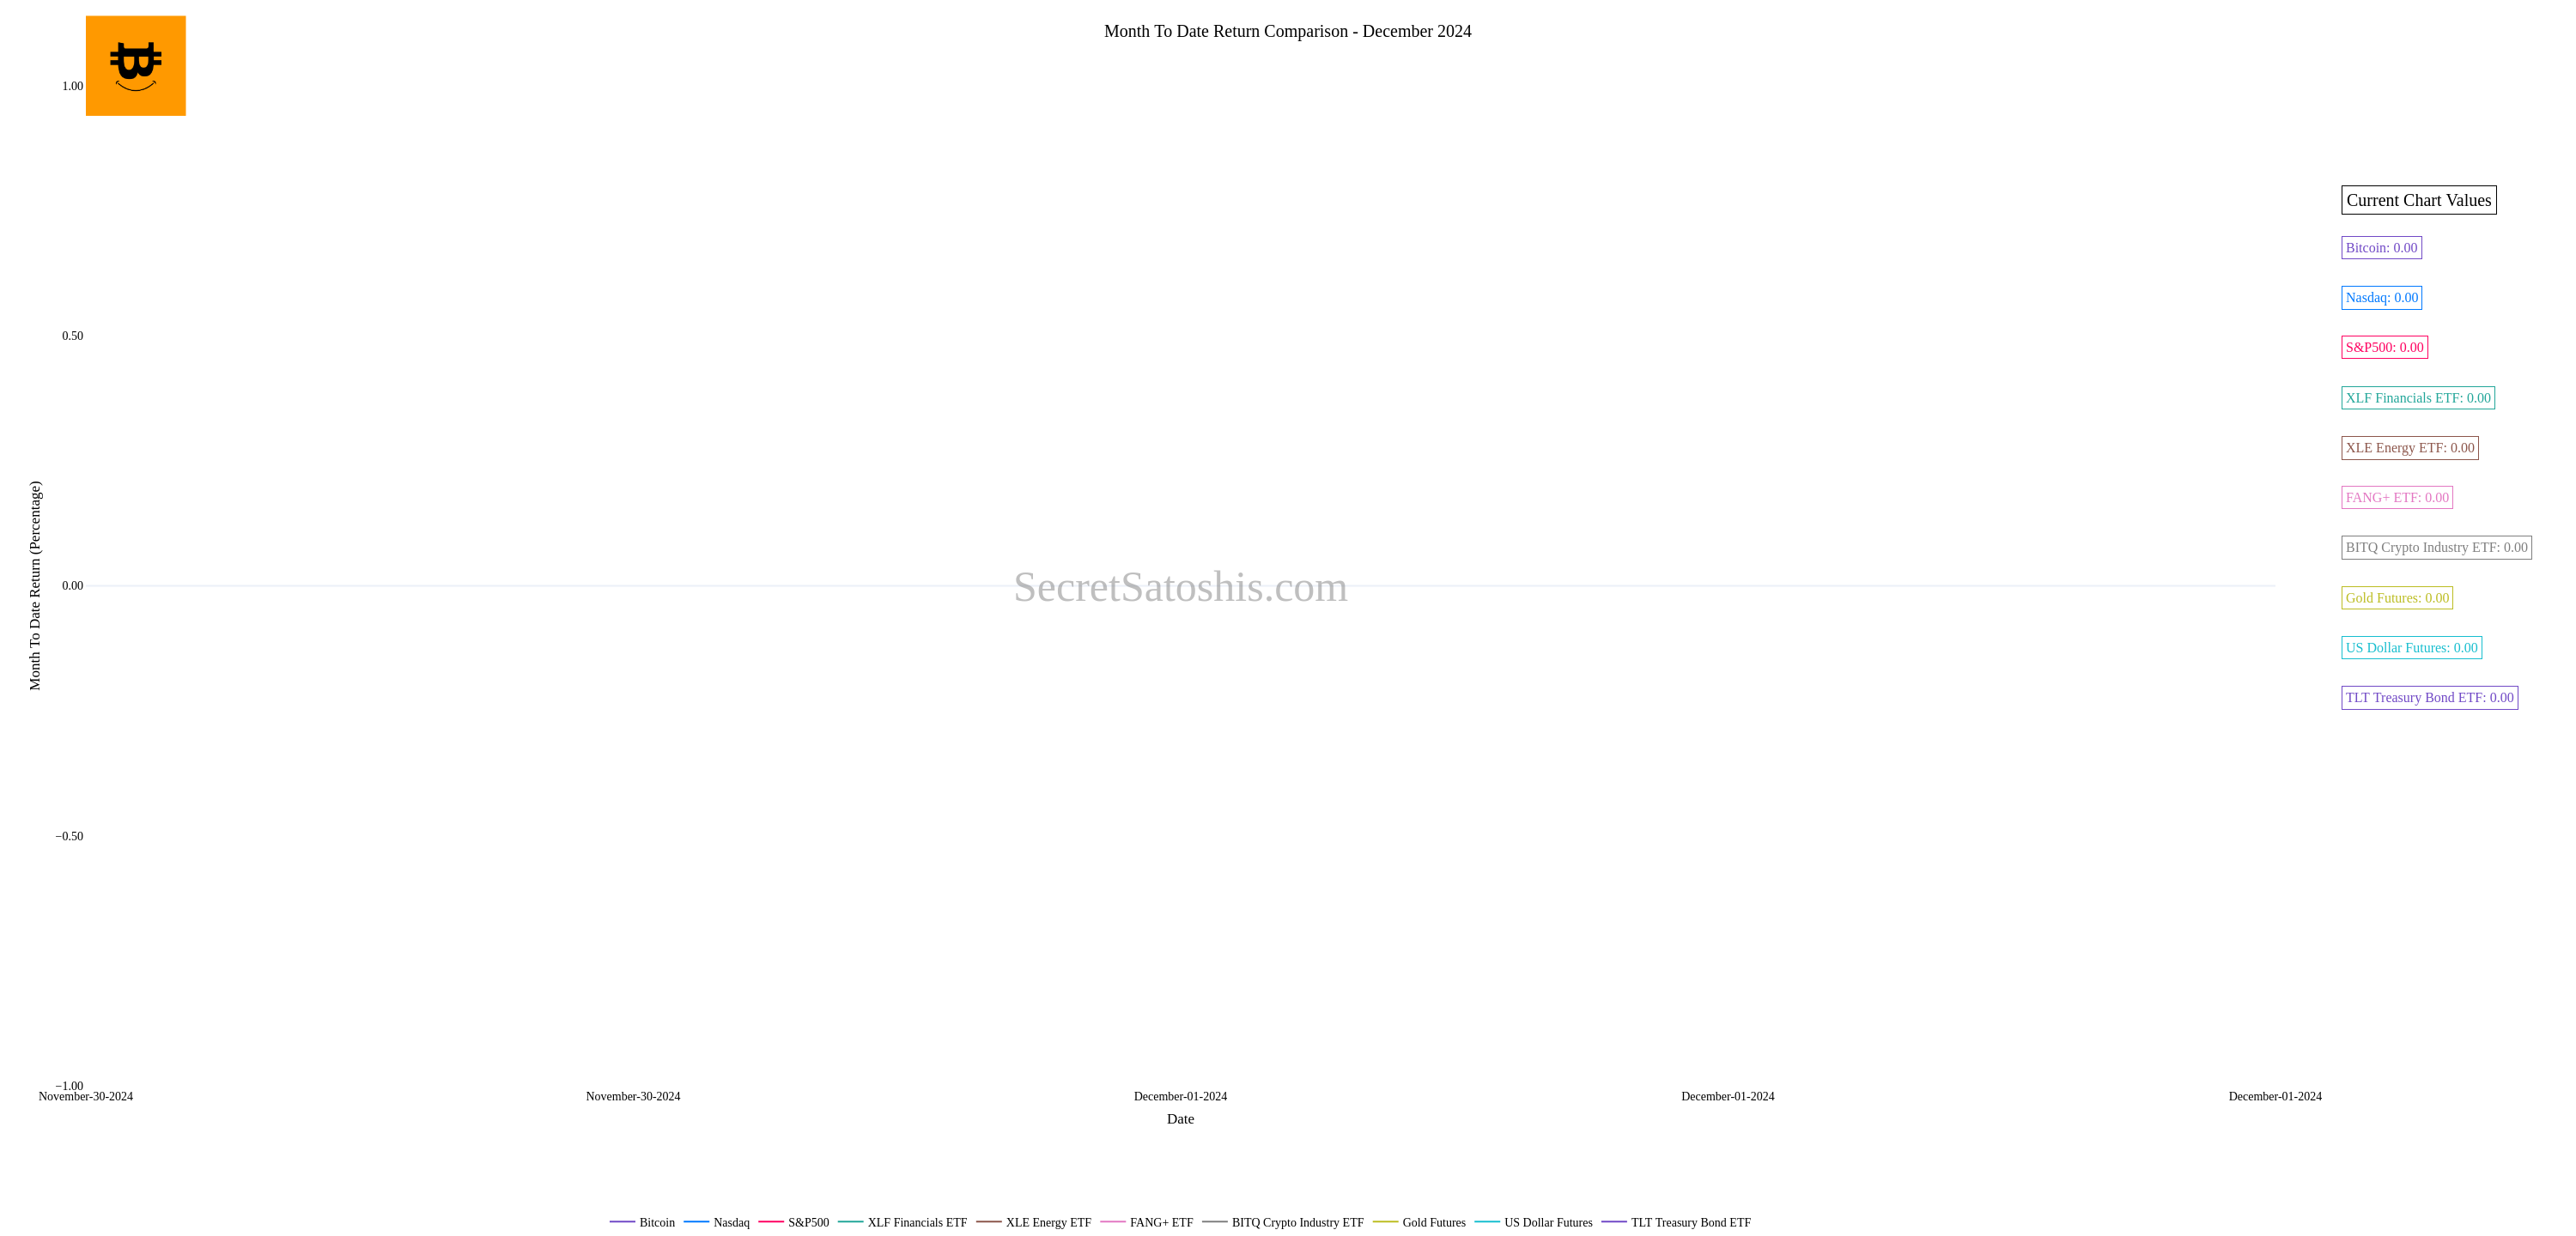 Month To Date Return Comparison - December 2024
1.00
0.50
0.00
−0.50
−1.00
Month To Date Return (Percentage)
SecretSatoshis.com
Current Chart Values
Bitcoin: 0.00
Nasdaq: 0.00
S&P500: 0.00
XLF Financials ETF: 0.00
XLE Energy ETF: 0.00
FANG+ ETF: 0.00
BITQ Crypto Industry ETF: 0.00
Gold Futures: 0.00
US Dollar Futures: 0.00
TLT Treasury Bond ETF: 0.00
November-30-2024 November-30-2024 December-01-2024 December-01-2024 December-01-2024
Date
Bitcoin Nasdaq S&P500 XLF Financials ETF XLE Energy ETF FANG+ ETF BITQ Crypto Industry ETF Gold Futures US Dollar Futures TLT Treasury Bond ETF